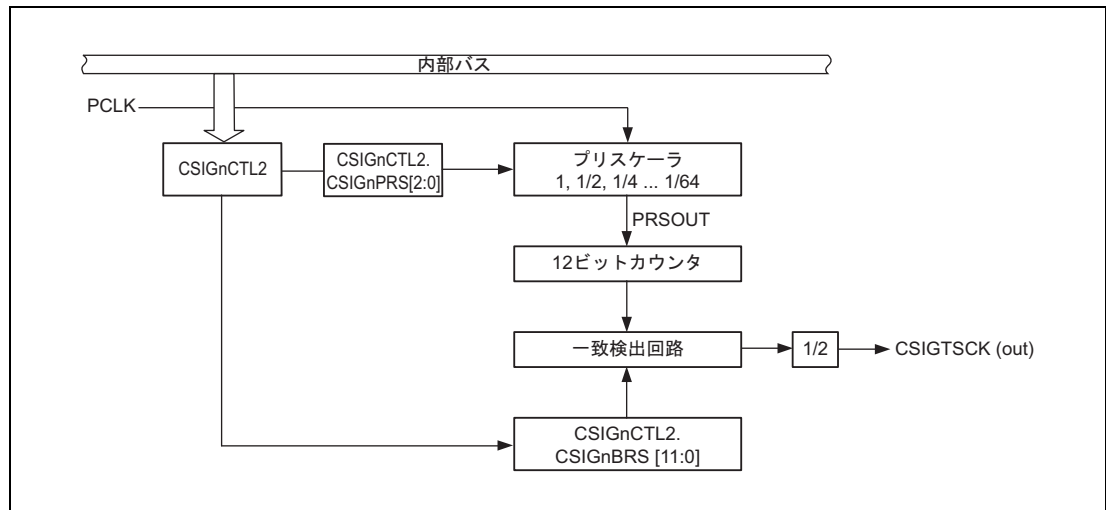 内部バス
PCLK
CSIGnCTL2
CSIGnCTL2.
CSIGnPRS[2:0]
プリスケーラ
1, 1/2, 1/4 ... 1/64
PRSOUT
12ビットカウンタ
一致検出回路
1/2
CSIGTSCK (out)
CSIGnCTL2.
CSIGnBRS [11:0]